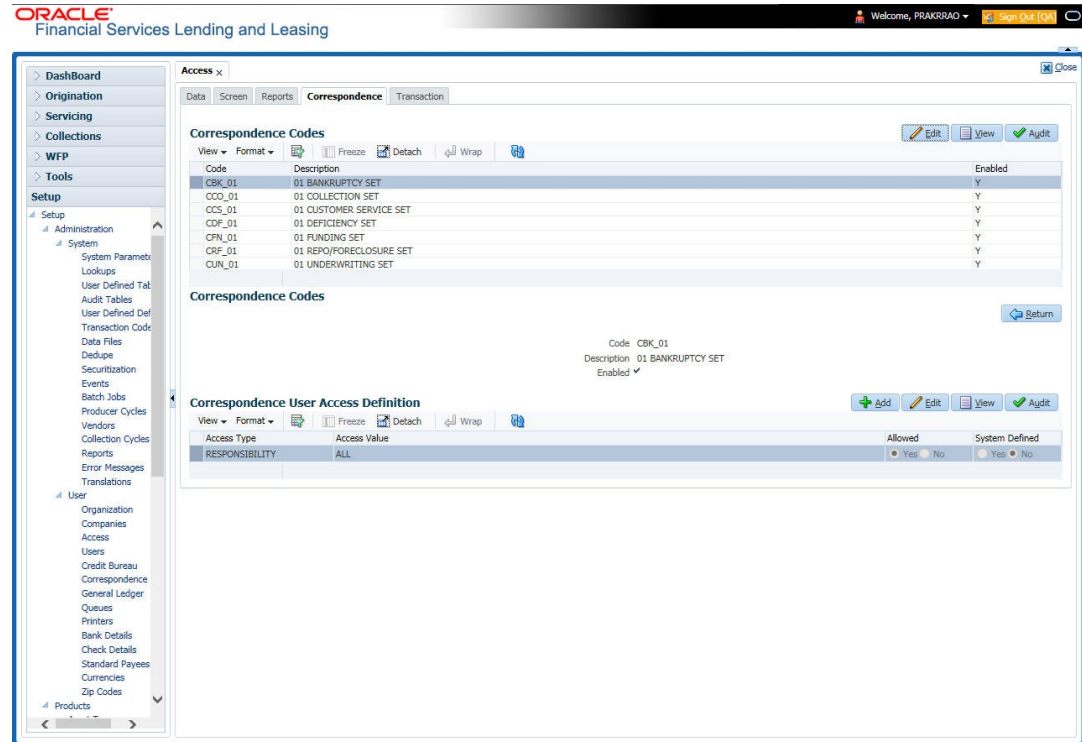 ORACLE
Financial Services Lending and Leasing
Welcome, PRAKRRAO
Sign Out [QA]
Close
DashBoard
Origination
Servicing
Collections
WFP
Tools
Setup
Setup
Administration
System
System Paramete
Lookups
User Defined Tab
Audit Tables
User Defined Def
Transaction Code
Data Files
Dedupe
Securitization
Events
Batch Jobs
Producer Cycles
Vendors
Collection Cycles
Reports
Error Messages
Translations
User
Organization
Companies
Access
Users
Credit Bureau
Correspondence
General Ledger
Queues
Printers
Bank Details
Check Details
Standard Payees
Currencies
Zip Codes
Products
Access
Data Screen Reports Correspondence Transaction
Correspondence Codes
Edit View Audit
View Format Freeze Detach Wrap
Code Description Enabled
CBK_01 01 BANKRUPTCY SET Y
CCO_01 01 COLLECTION SET Y
CCS_01 01 CUSTOMER SERVICE SET Y
CDF_01 01 DEFICIENCY SET Y
CFN_01 01 FUNDING SET Y
CRF_01 01 REPO/FORECLOSURE SET Y
CUN_01 01 UNDERWRITING SET Y
Correspondence Codes
Return
Code CBK_01
Description 01 BANKRUPTCY SET
Enabled
Correspondence User Access Definition
Add Edit View Audit
View Format Freeze Detach Wrap
Access Type Access Value Allowed System Defined
RESPONSIBILITY ALL Yes No Yes No